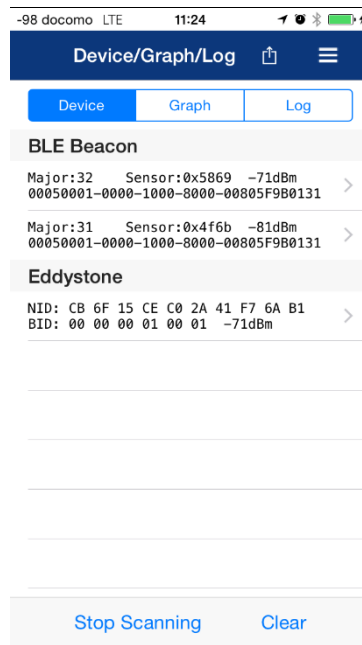 -98 docomo LTE 11:24
Device/Graph/Log
Device Graph Log
BLE Beacon
Major:32 Sensor:0x5869 -71dBm
00050001-0000-1000-8000-00805F9B0131
Major:31 Sensor:0x4f6b -81dBm
00050001-0000-1000-8000-00805F9B0131
Eddystone
NID: CB 6F 15 CE C0 2A 41 F7 6A B1
BID: 00 00 00 01 00 01 -71dBm
Stop Scanning Clear